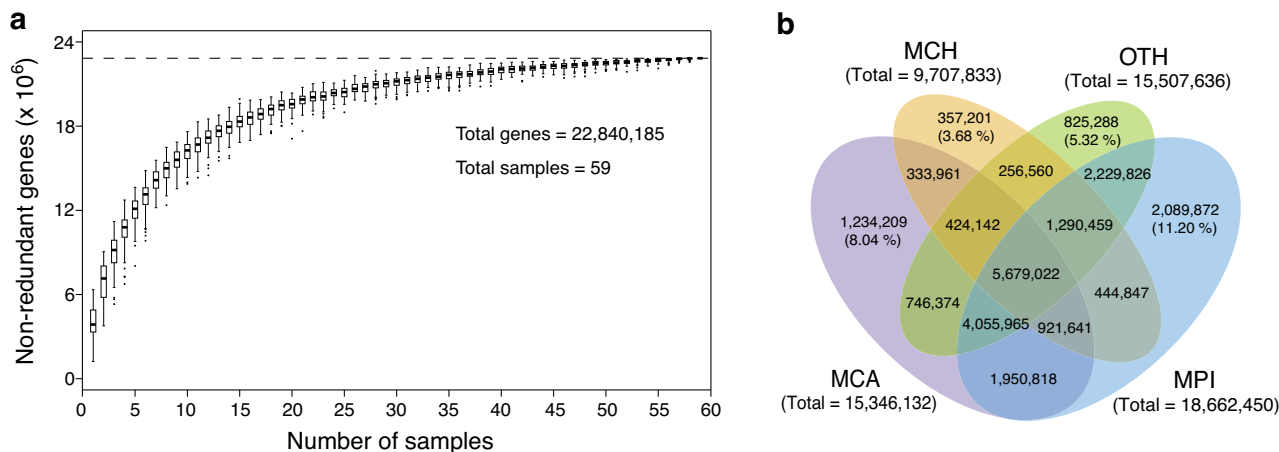 a
Non-redundant genes (x 10⁶)
24
18
12
6
0
Total genes = 22,840,185
Total samples = 59
0 5 10 15 20 25 30 35 40 45 50 55 60
Number of samples
b
MCH
(Total = 9,707,833)
OTH
(Total = 15,507,636)
357,201
(3.68 %)
825,288
(5.32 %)
333,961
256,560
2,229,826
1,234,209
(8.04 %)
424,142
1,290,459
2,089,872
(11.20 %)
5,679,022
746,374
444,847
4,055,965
921,641
1,950,818
MCA
(Total = 15,346,132)
MPI
(Total = 18,662,450)